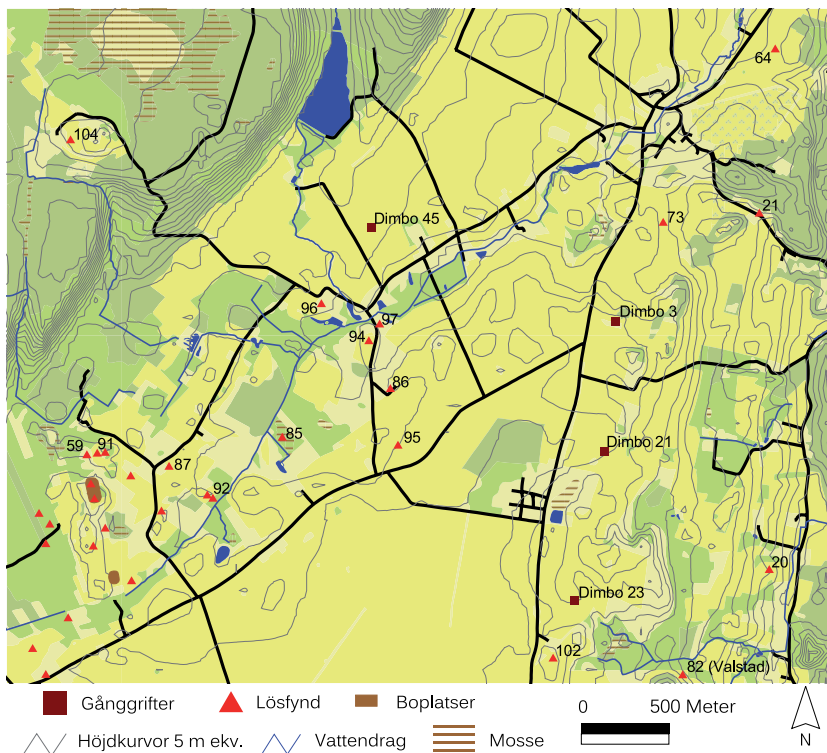 64
104
21
73
Dimbo 45
96
97
94
Dimbo 3
86
85
95
59 91
87
Dimbo 21
92
20
Dimbo 23
102
82 (Valstad)
Gånggrifter Lösfynd Boplatser 0 500 Meter
Höjdkurvor 5 m ekv. Vattendrag Mosse N